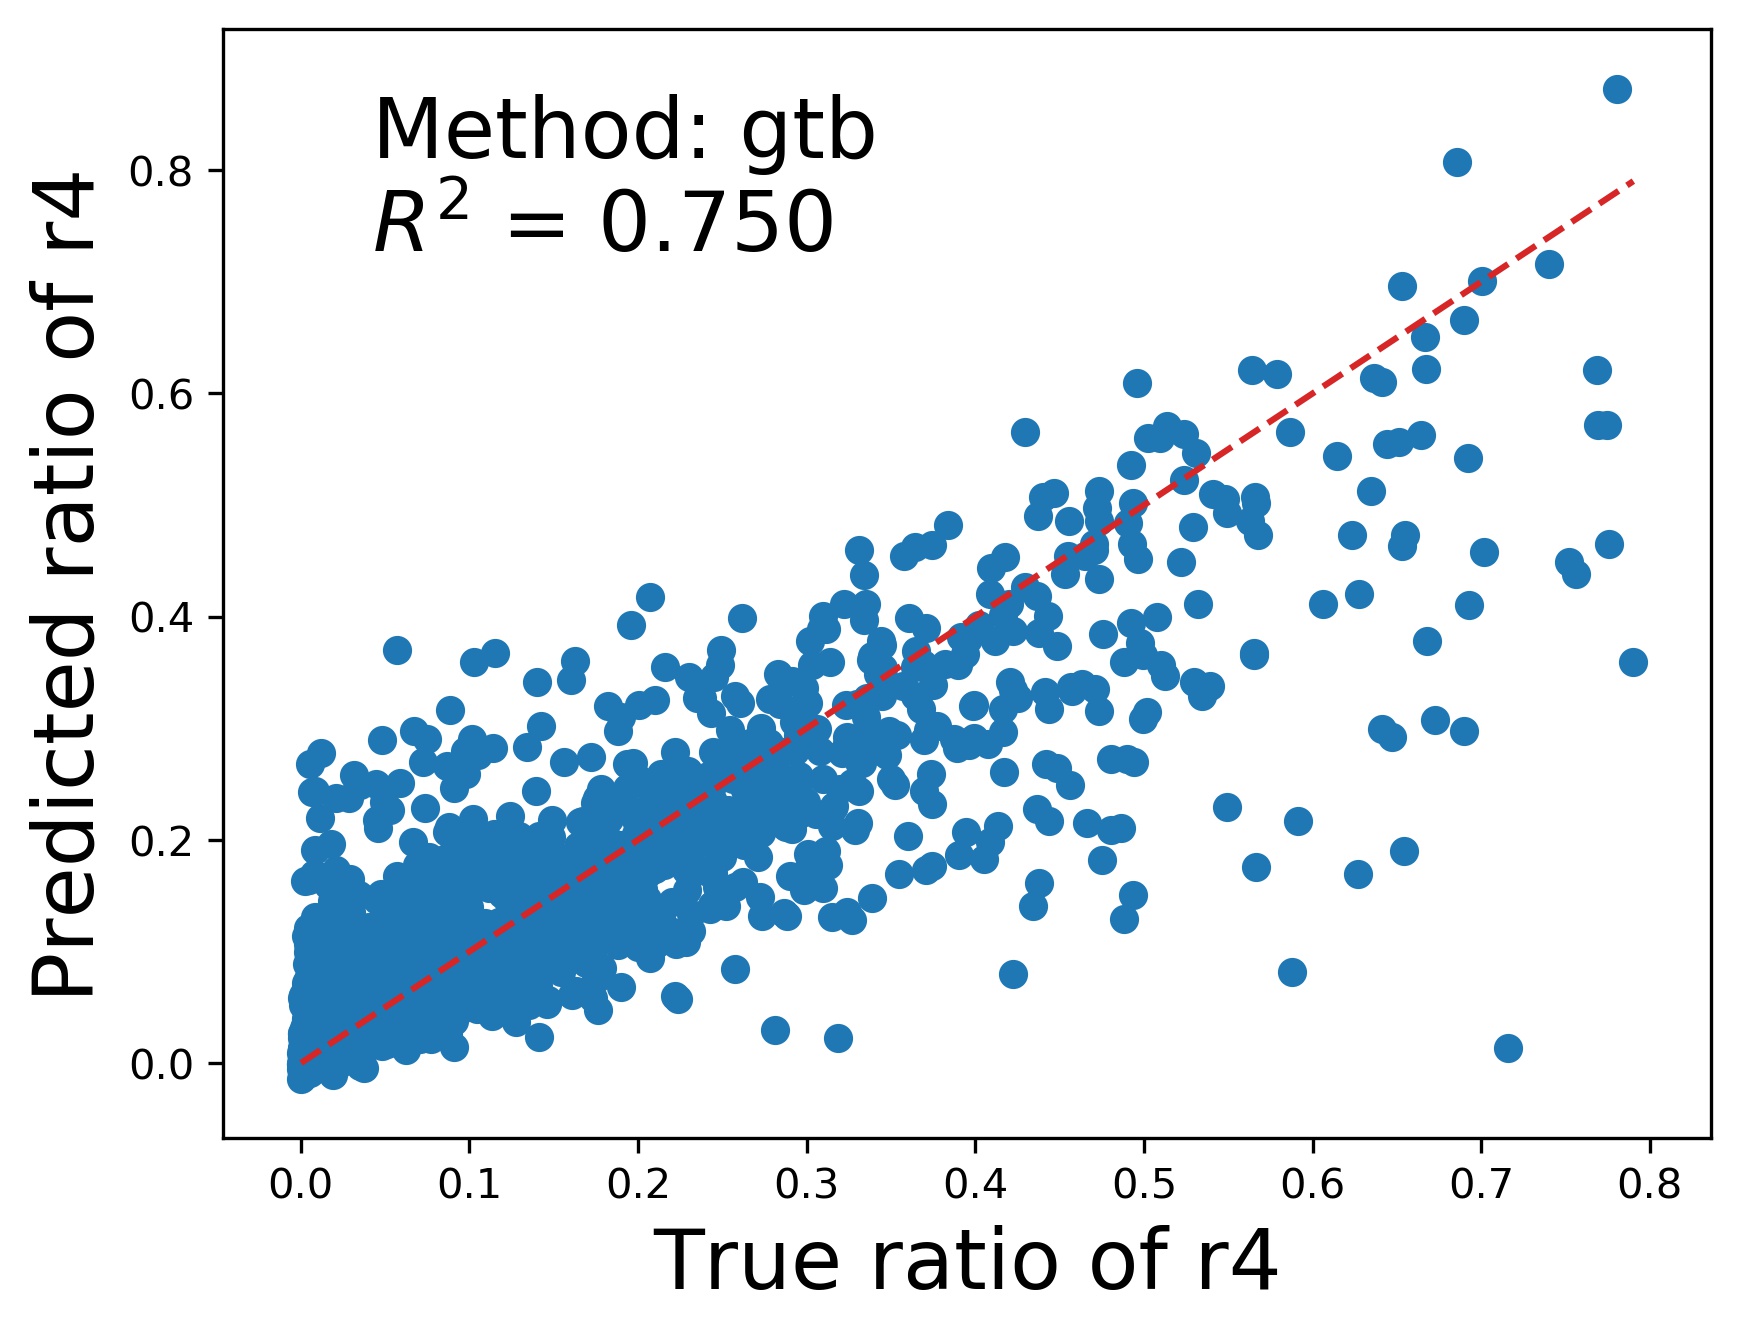 Method: gtb
R² = 0.750
Predicted ratio of r4
0.8
0.6
0.4
0.2
0.0
0.0 0.1 0.2 0.3 0.4 0.5 0.6 0.7 0.8
True ratio of r4